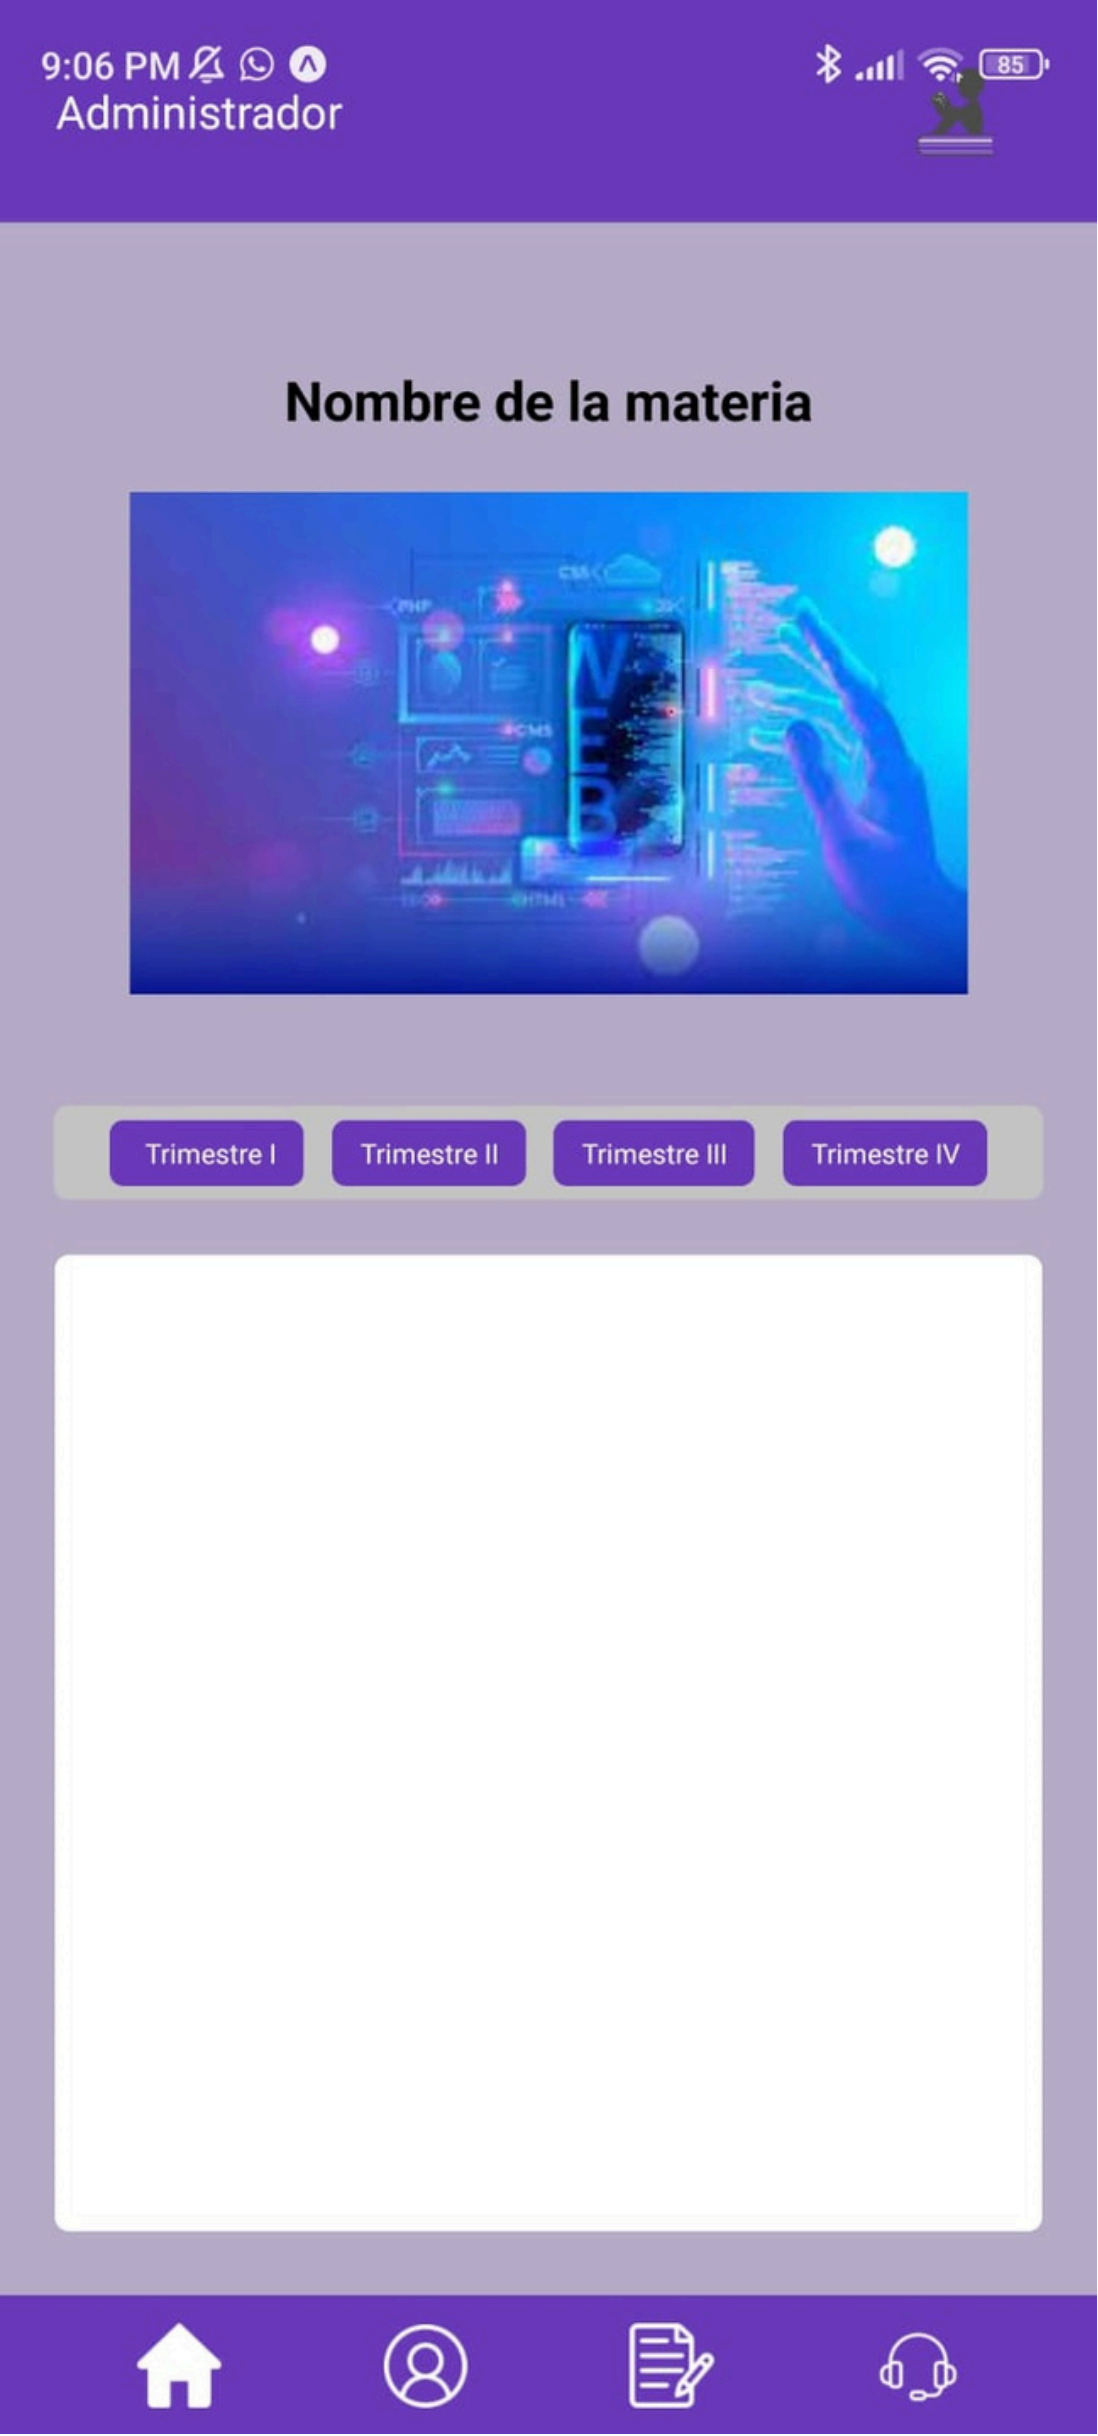 9:06 PM 85
Administrador
Nombre de la materia
CSS
PHP
WEB
CMS
HTML
Trimestre I Trimestre II Trimestre III Trimestre IV